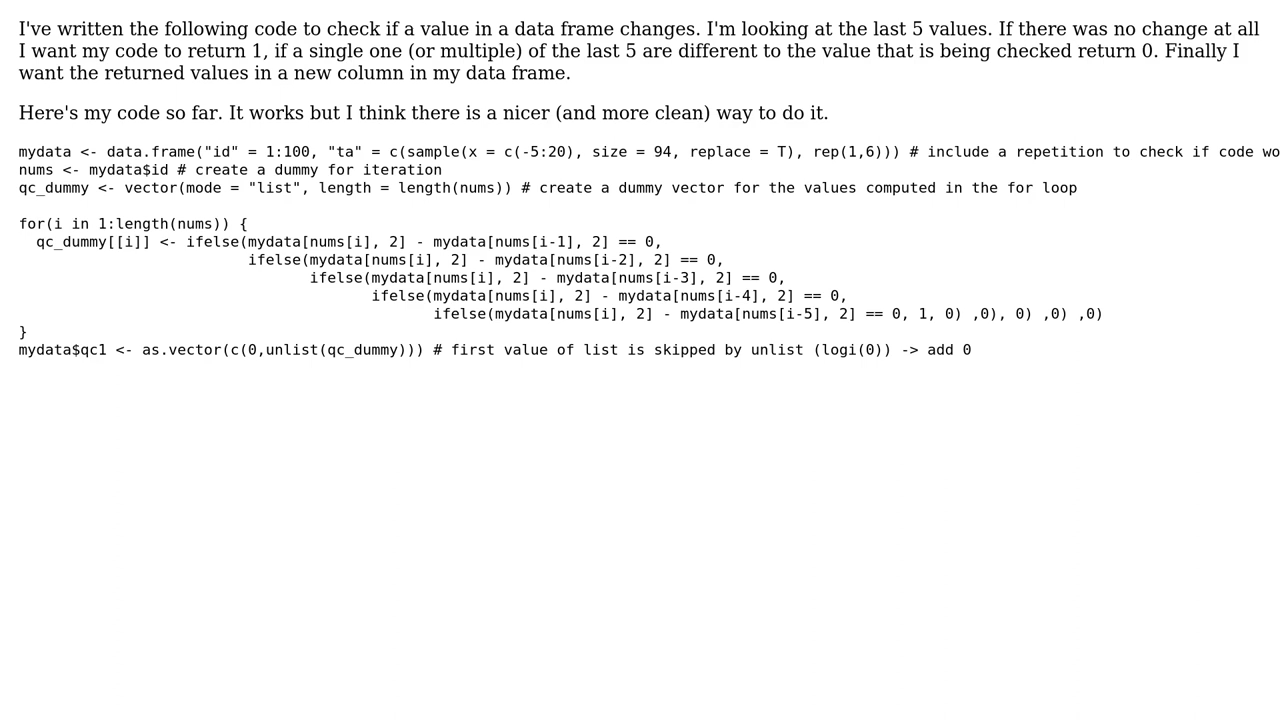 I've written the following code to check if a value in a data frame changes. I'm looking at the last 5 values. If there was no change at all
I want my code to return 1, if a single one (or multiple) of the last 5 are different to the value that is being checked return 0. Finally I
want the returned values in a new column in my data frame.
Here's my code so far. It works but I think there is a nicer (and more clean) way to do it.
mydata <- data.frame("id" = 1:100, "ta" = c(sample(x = c(-5:20), size = 94, replace = T), rep(1,6))) # include a repetition to check if code wo
nums <- mydata$id # create a dummy for iteration
qc_dummy <- vector(mode = "list", length = length(nums)) # create a dummy vector for the values computed in the for loop
for(i in 1:length(nums)) {
  qc_dummy[[i]] <- ifelse(mydata[nums[i], 2] - mydata[nums[i-1], 2] == 0,
                          ifelse(mydata[nums[i], 2] - mydata[nums[i-2], 2] == 0,
                                 ifelse(mydata[nums[i], 2] - mydata[nums[i-3], 2] == 0,
                                        ifelse(mydata[nums[i], 2] - mydata[nums[i-4], 2] == 0,
                                               ifelse(mydata[nums[i], 2] - mydata[nums[i-5], 2] == 0, 1, 0) ,0), 0) ,0) ,0)
}
mydata$qc1 <- as.vector(c(0,unlist(qc_dummy))) # first value of list is skipped by unlist (logi(0)) -> add 0